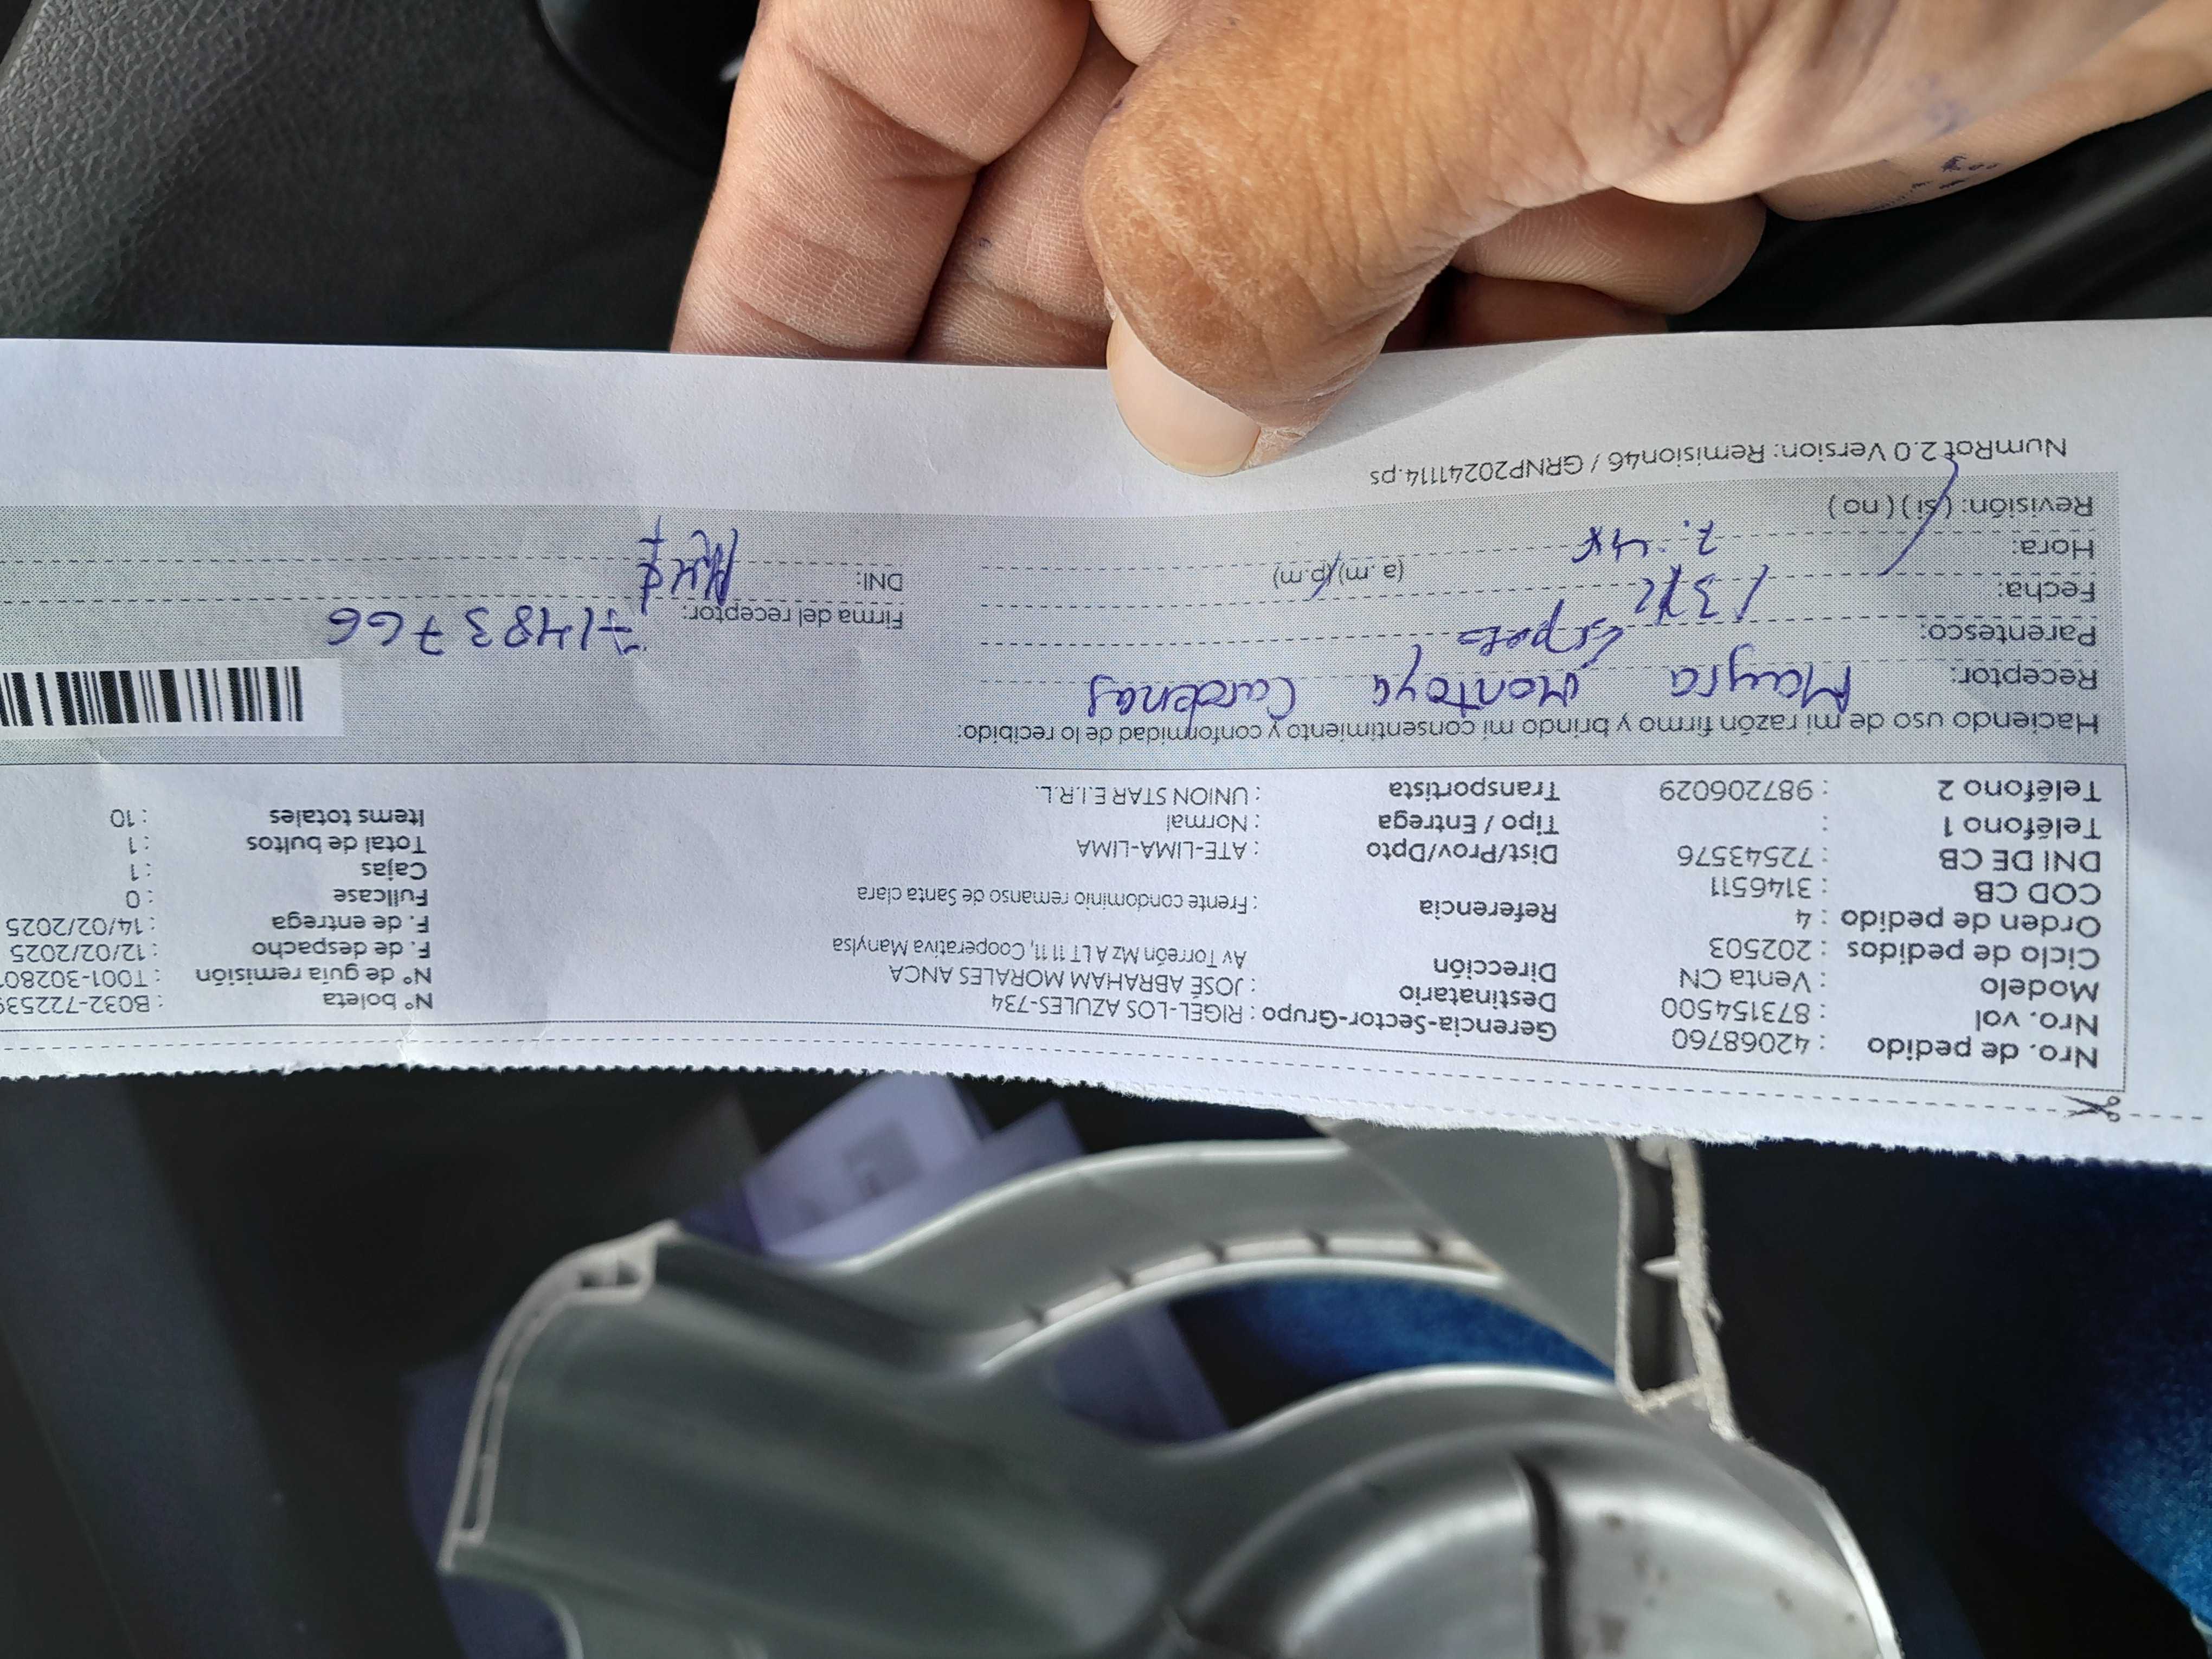 Nro. de pedido : 42068760
Nro. vol : 873154500
Modelo : Venta CN
Ciclo de pedidos : 202503
Orden de pedido : 4
COD CB : 3146511
DNI DE CB : 72543576
Teléfono 1 :
Teléfono 2 : 987206029
Gerencia-Sector-Grupo : RIGEL-LOS AZULES-734
Destinatario : JOSÉ ABRAHAM MORALES ANCA
Dirección Av Torreón Mz A LT 11 11, Cooperativa Manylsa
Referencia : Frente condominio remanso de Santa clara
Dist/Prov/Dpto : ATE-LIMA-LIMA
Tipo / Entrega : Normal
Transportista : UNION STAR E.I.R.L.
N° boleta : B032-72253
N° de guía remisión : T001-30280
F. de despacho : 12/02/2025
F. de entrega : 14/02/2025
Fullcase : 0
Cajas : 1
Total de bultos : 1
Items totales : 10
Haciendo uso de mi razón firmo y brindo mi consentimiento y conformidad de lo recibido:
Receptor: Mayra Montoya Cardenas
Parentesco:
Fecha: 13/2
Hora: (a.m)(p.m)
Revisión: (si)(no)
Firma del receptor: 71483766
DNI:
NumRot 2.0 Version: Remision46 / GRNP20241114.ps